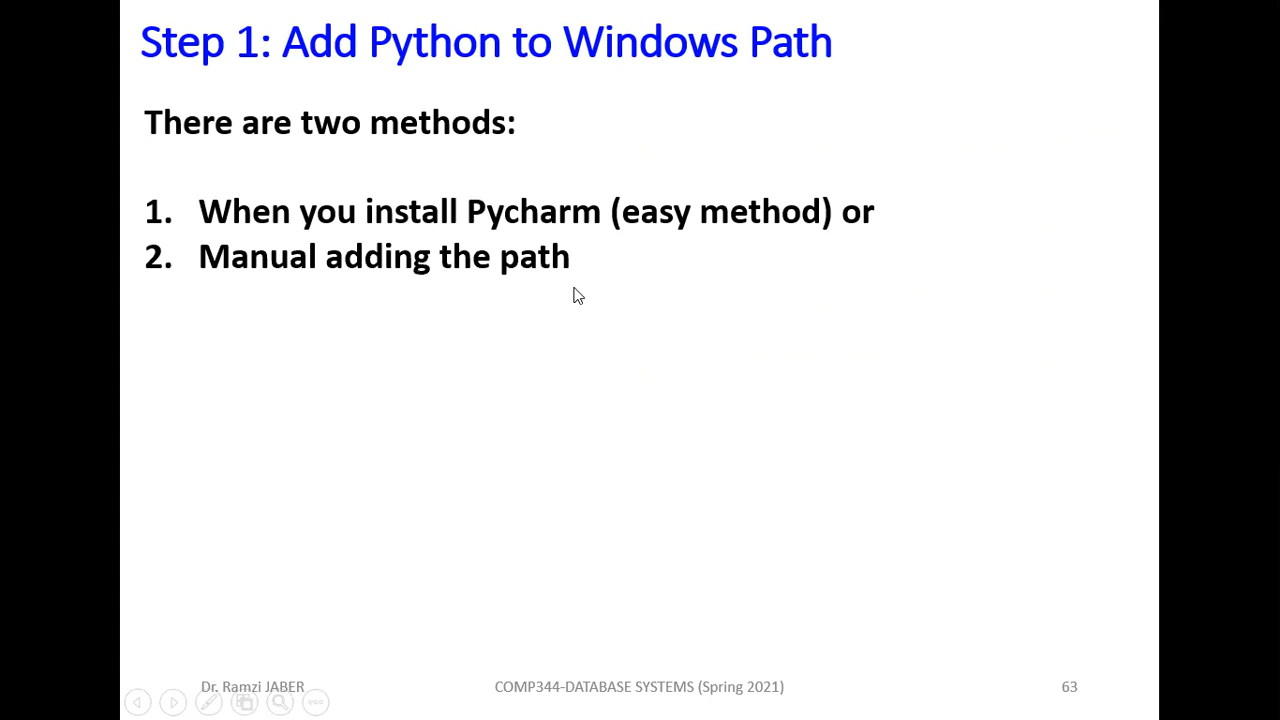 Step 1: Add Python to Windows Path
There are two methods:
1. When you install Pycharm (easy method) or
2. Manual adding the path
Dr. Ramzi JABER
COMP344-DATABASE SYSTEMS (Spring 2021)
63